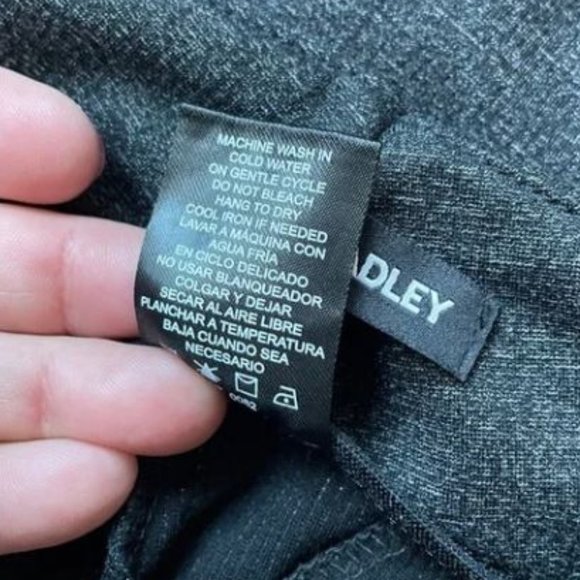 MACHINE WASH IN
COLD WATER
ON GENTLE CYCLE
DO NOT BLEACH
HANG TO DRY
COOL IRON IF NEEDED
LAVAR A MÁQUINA CON
AGUA FRÍA
EN CICLO DELICADO
NO USAR BLANQUEADOR
COLGAR Y DEJAR
SECAR AL AIRE LIBRE
PLANCHAR A TEMPERATURA
BAJA CUANDO SEA
NECESARIO
0082
DLEY